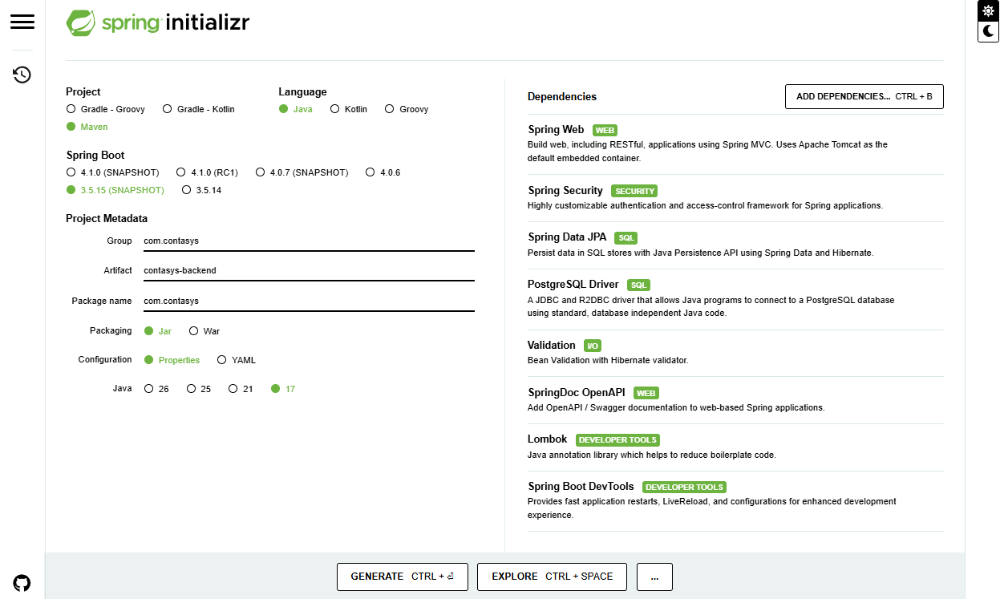 spring initializr
Project
Gradle - Groovy Gradle - Kotlin
Maven
Language
Java Kotlin Groovy
Spring Boot
4.1.0 (SNAPSHOT) 4.1.0 (RC1) 4.0.7 (SNAPSHOT) 4.0.6
3.5.15 (SNAPSHOT) 3.5.14
Project Metadata
Group com.contasys
Artifact contasys-backend
Package name com.contasys
Packaging Jar War
Configuration Properties YAML
Java 26 25 21 17
Dependencies ADD DEPENDENCIES... CTRL + B
Spring Web WEB
Build web, including RESTful, applications using Spring MVC. Uses Apache Tomcat as the
default embedded container.
Spring Security SECURITY
Highly customizable authentication and access-control framework for Spring applications.
Spring Data JPA SQL
Persist data in SQL stores with Java Persistence API using Spring Data and Hibernate.
PostgreSQL Driver SQL
A JDBC and R2DBC driver that allows Java programs to connect to a PostgreSQL database
using standard, database independent Java code.
Validation I/O
Bean Validation with Hibernate validator.
SpringDoc OpenAPI WEB
Add OpenAPI / Swagger documentation to web-based Spring applications.
Lombok DEVELOPER TOOLS
Java annotation library which helps to reduce boilerplate code.
Spring Boot DevTools DEVELOPER TOOLS
Provides fast application restarts, LiveReload, and configurations for enhanced development
experience.
GENERATE CTRL + ⏎ EXPLORE CTRL + SPACE ...